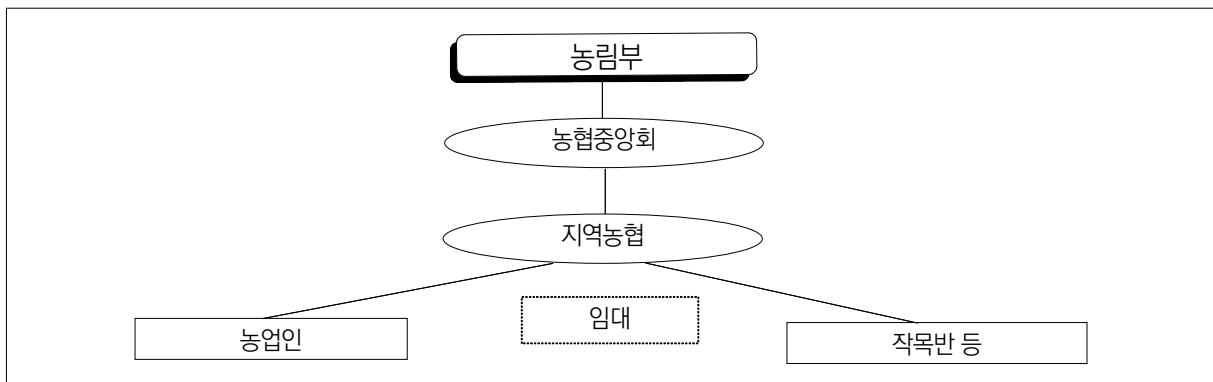 농림부
농협중앙회
지역농협
농업인
임대
작목반 등